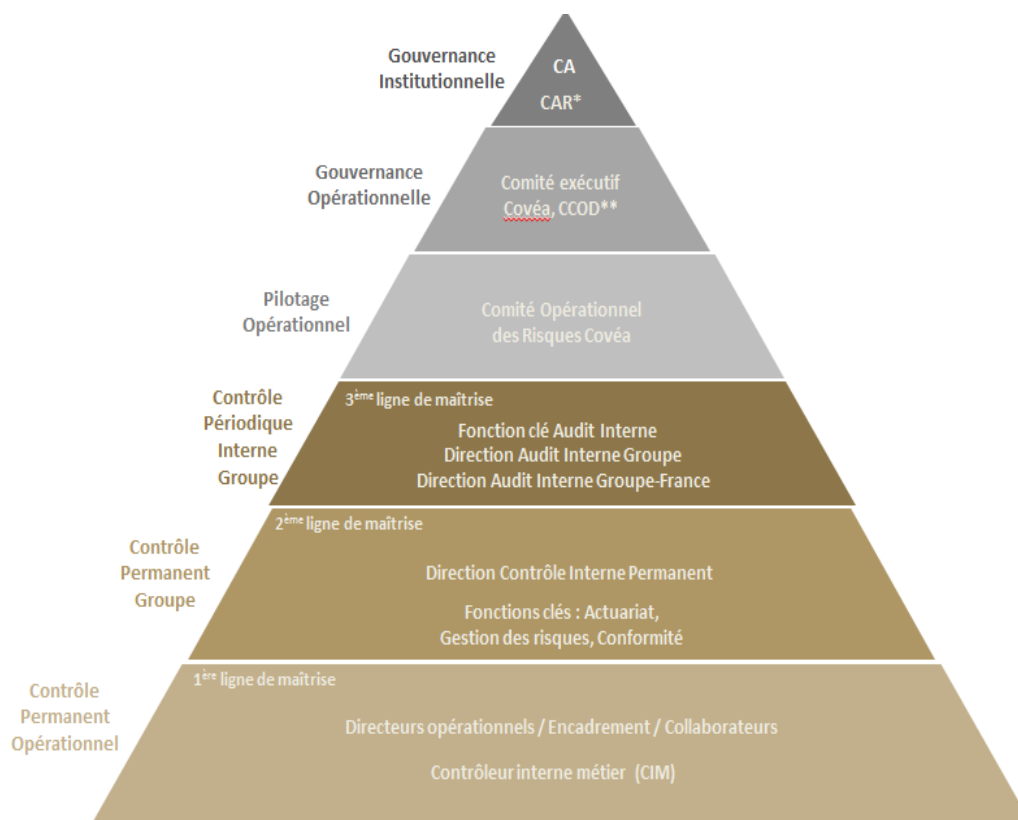 Gouvernance
Institutionnelle
CA
CAR*
Gouvernance
Opérationnelle
Comité exécutif
Covéa, CCOD**
Pilotage
Opérationnel
Comité Opérationnel
des Risques Covéa
Contrôle
Périodique
Interne
Groupe
3ème ligne de maîtrise
Fonction clé Audit Interne
Direction Audit Interne Groupe
Direction Audit Interne Groupe-France
Contrôle
Permanent
Groupe
2ème ligne de maîtrise
Direction Contrôle Interne Permanent
Fonctions clés : Actuariat,
Gestion des risques, Conformité
Contrôle
Permanent
Opérationnel
1ère ligne de maîtrise
Directeurs opérationnels / Encadrement / Collaborateurs
Contrôleur interne métier (CIM)